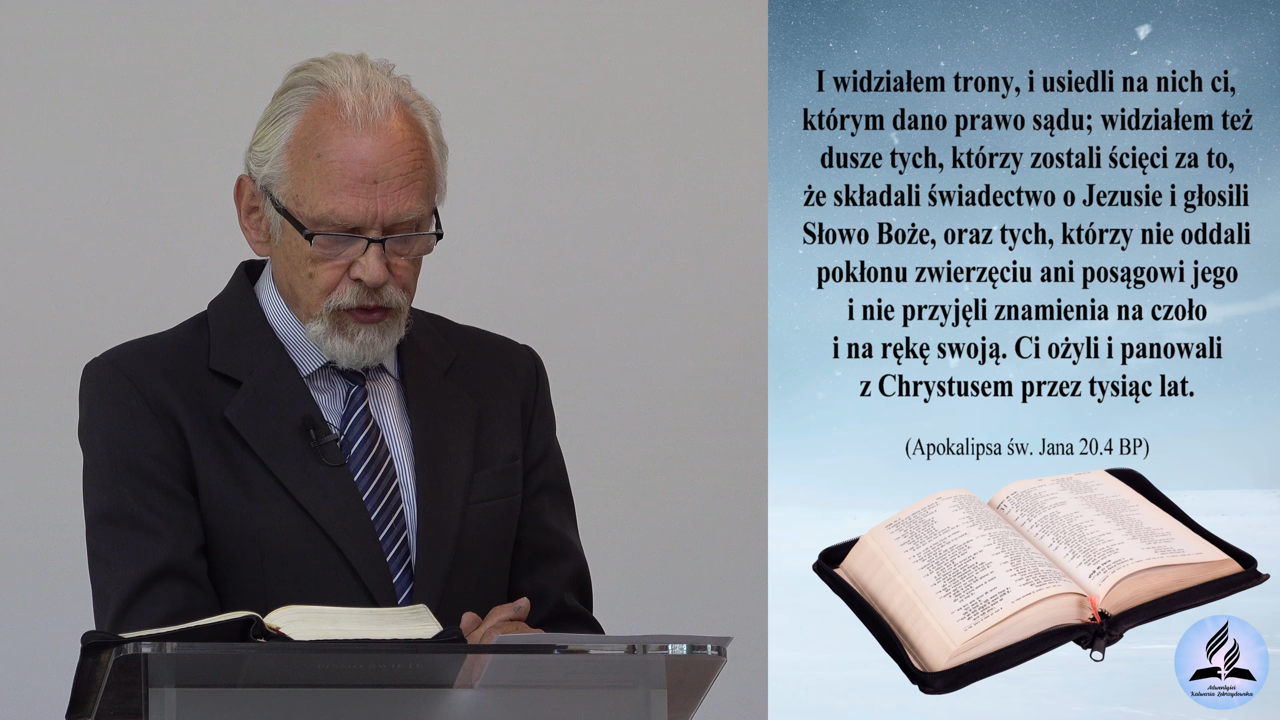 I widziałem trony, i usiedli na nich ci,
którym dano prawo sądu; widziałem też
dusze tych, którzy zostali ścięci za to,
że składali świadectwo o Jezusie i głosili
Słowo Boże, oraz tych, którzy nie oddali
pokłonu zwierzęciu ani posągowi jego
i nie przyjęli znamienia na czoło
i na rękę swoją. Ci ożyli i panowali
z Chrystusem przez tysiąc lat.
(Apokalipsa św. Jana 20.4 BP)
Adwentyści
Kalwaria Zebrzydowska